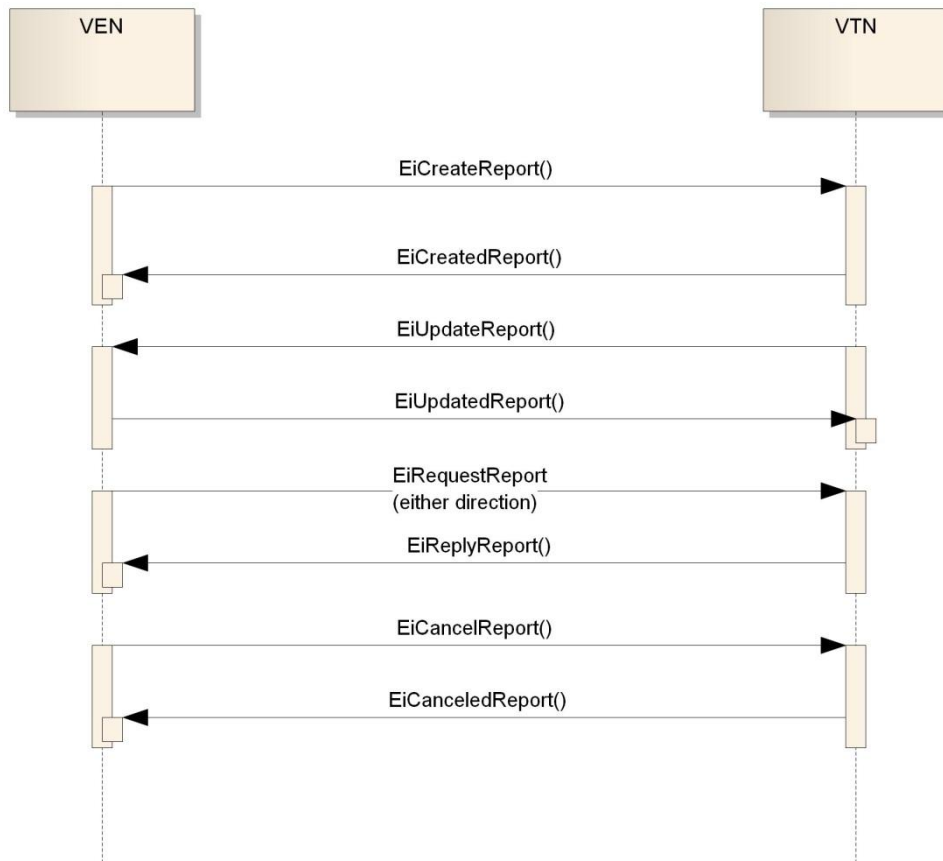 VEN
VTN
EiCreateReport()
EiCreatedReport()
EiUpdateReport()
EiUpdatedReport()
EiRequestReport
(either direction)
EiReplyReport()
EiCancelReport()
EiCanceledReport()